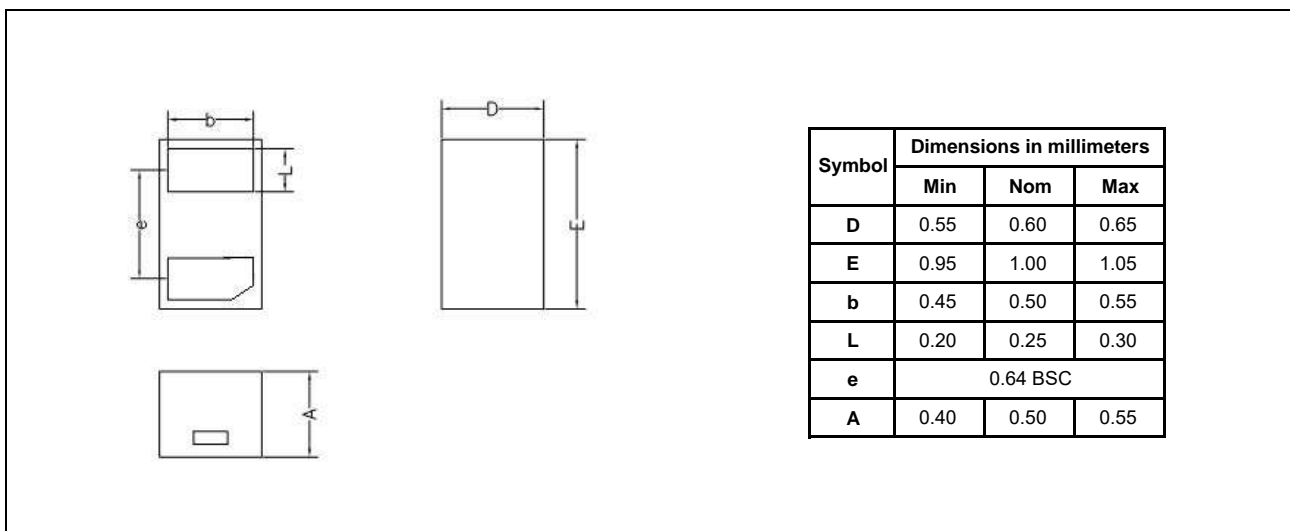 b
L
e
D
E
A
Symbol Dimensions in millimeters
Min Nom Max
D 0.55 0.60 0.65
E 0.95 1.00 1.05
b 0.45 0.50 0.55
L 0.20 0.25 0.30
e 0.64 BSC
A 0.40 0.50 0.55